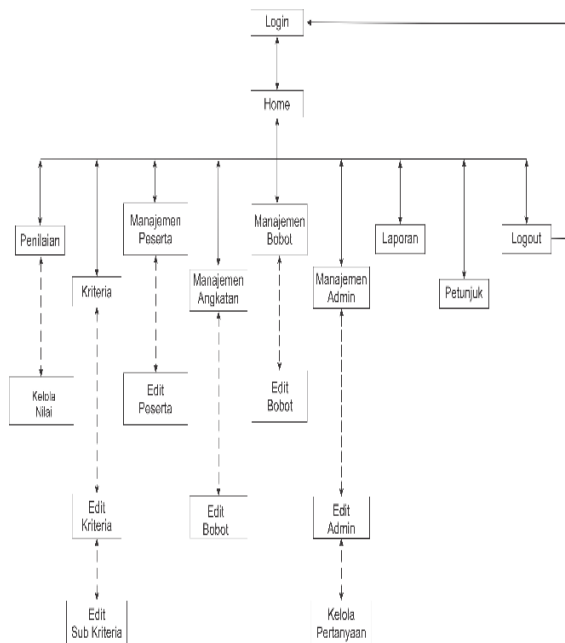 Login
Home
Penilaian
Kriteria
Manajemen
Peserta
Manajemen
Angkatan
Manajemen
Bobot
Manajemen
Admin
Laporan
Petunjuk
Logout
Kelola
Nilai
Edit
Peserta
Edit
Bobot
Edit
Kriteria
Edit
Bobot
Edit
Admin
Edit
Sub Kriteria
Kelola
Pertanyaan